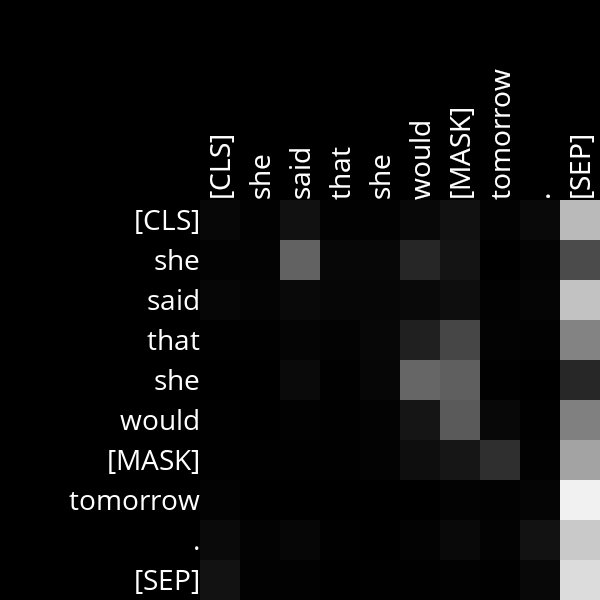 [CLS]
she
said
that
she
would
[MASK]
tomorrow
.
[SEP]
[CLS]
she
said
that
she
would
[MASK]
tomorrow
.
[SEP]